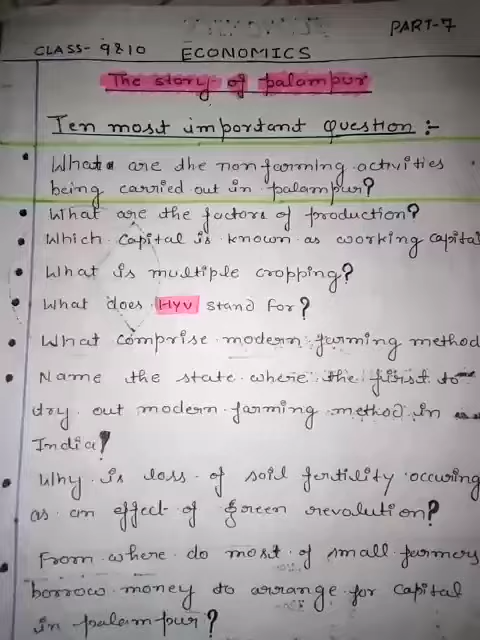 PART-7
CLASS- 9&10 ECONOMICS
The story of palampur
Ten most important question :-
• What are the nonfarming activities
being carried out in palampur?
• What are the factors of production?
• Which capital is known as working capital
• What is multiple cropping?
• What does HYV stand for?
• What comprise modern farming method
• Name the state where the first to
dry out modern farming method in
India!
• Why is loss of soil fertility occuring
as an effect of green revolution?
• From where do most of small farmers
borrow money to arrange for capital
in palampur?